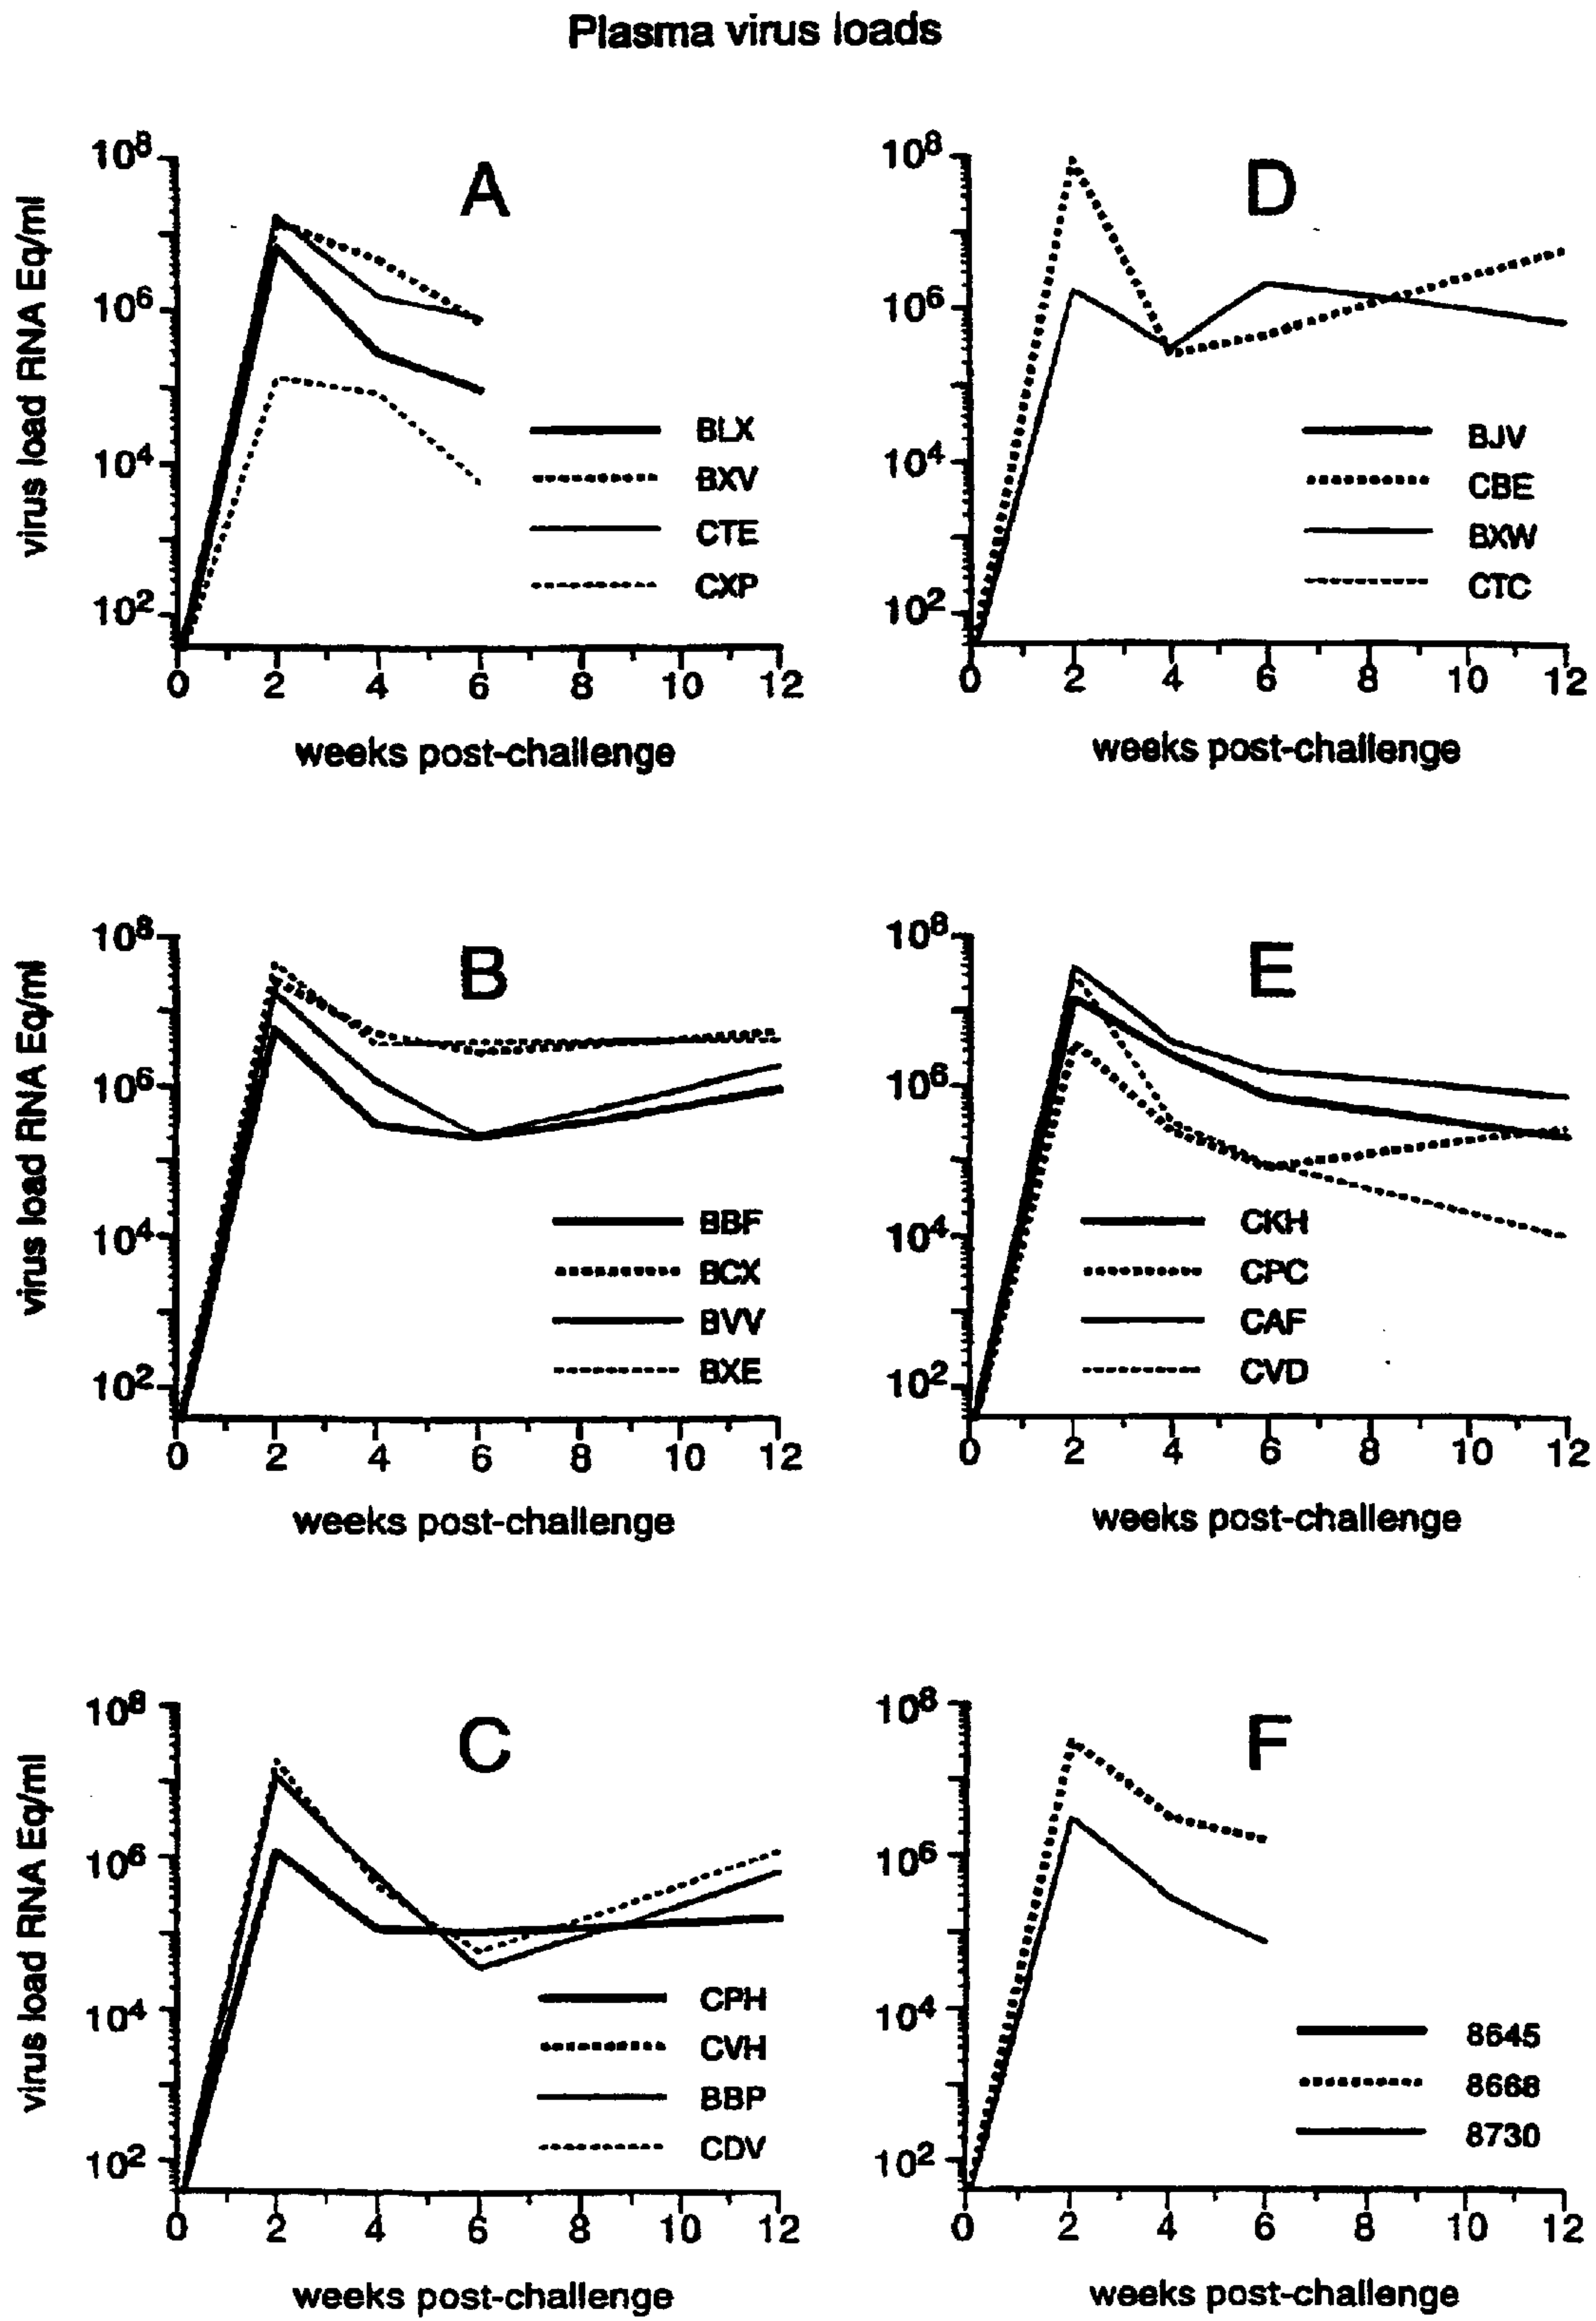 Plasma virus loads
A
virus load RNA Eq/ml
10⁸
10⁶
10⁴
10²
BLX
BXV
CTE
CXP
0 2 4 6 8 10 12
weeks post-challenge
D
10⁸
10⁶
10⁴
10²
BJV
CBE
BXW
CTC
0 2 4 6 8 10 12
weeks post-challenge
B
virus load RNA Eq/ml
10⁸
10⁶
10⁴
10²
BBF
BCX
BVV
BXE
0 2 4 6 8 10 12
weeks post-challenge
E
10⁸
10⁶
10⁴
10²
CKH
CPC
CAF
CVD
0 2 4 6 8 10 12
weeks post-challenge
C
virus load RNA Eq/ml
10⁸
10⁶
10⁴
10²
CPH
CVH
BBP
CDV
0 2 4 6 8 10 12
weeks post-challenge
F
10⁸
10⁶
10⁴
10²
8645
8668
8730
0 2 4 6 8 10 12
weeks post-challenge